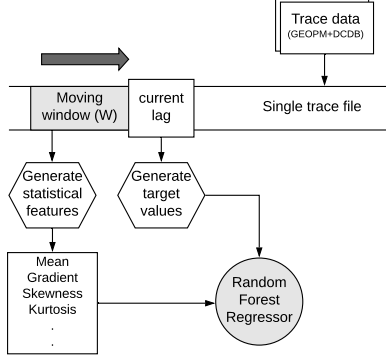 Trace data
(GEOPM+DCDB)
Moving
window (W)
current
lag
Single trace file
Generate
statistical
features
Generate
target
values
Mean
Gradient
Skewness
Kurtosis
.
.
Random
Forest
Regressor